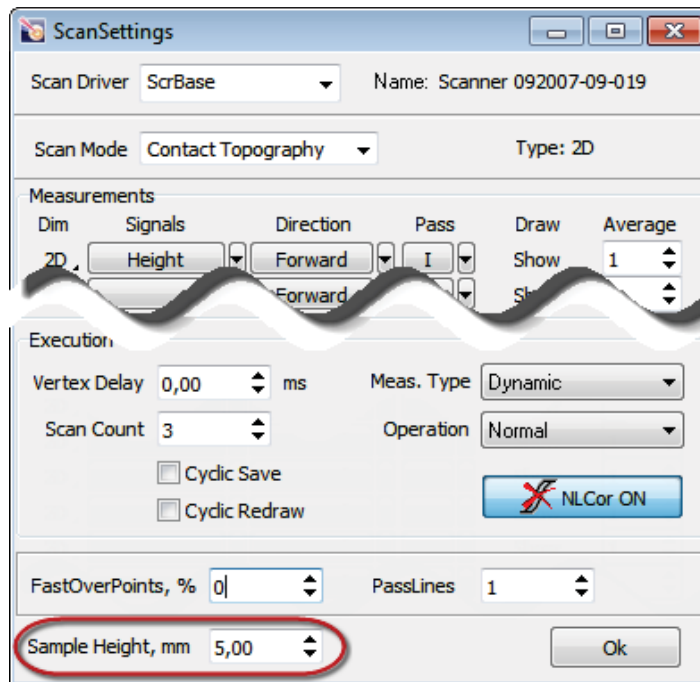 ScanSettings
Scan Driver ScrBase Name: Scanner 092007-09-019
Scan Mode Contact Topography Type: 2D
Measurements
Dim Signals Direction Pass Draw Average
2D Height Forward I Show 1
Forward
Execution
Vertex Delay 0,00 ms Meas. Type Dynamic
Scan Count 3 Operation Normal
Cyclic Save
Cyclic Redraw NLCor ON
FastOverPoints, % 0 PassLines 1
Sample Height, mm 5,00 Ok